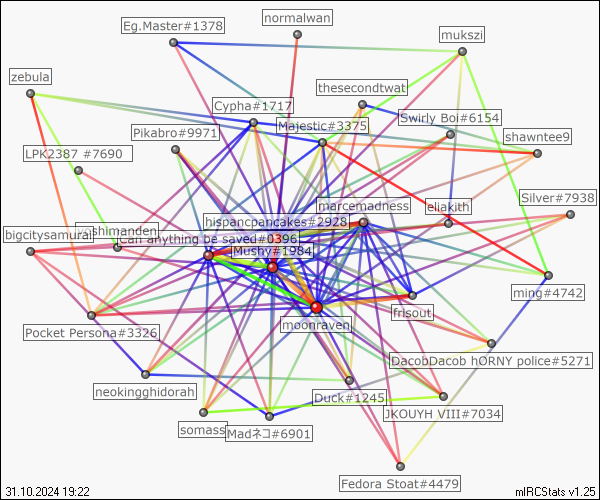 normalwan
Eg.Master#1378
mukszi
zebula
thesecondtwat
Cypha#1717
Swirly Boi#6154
Majestic#3375
Pikabro#9971
shawntee9
LPK2387 #7690
Silver#7938
marcemadness
eliakith
hispancpancakes#2928
shimanden
bigcitysamurai
Can anything be saved#0396
Mushy#1984
ming#4742
frisout
moonraven
Pocket Persona#3326
DacobDacob hORNY police#5271
neokingghidorah
Duck#1245
JKOUYH VIII#7034
somass
Madネコ#6901
Fedora Stoat#4479
31.10.2024 19:22
mIRCStats v1.25